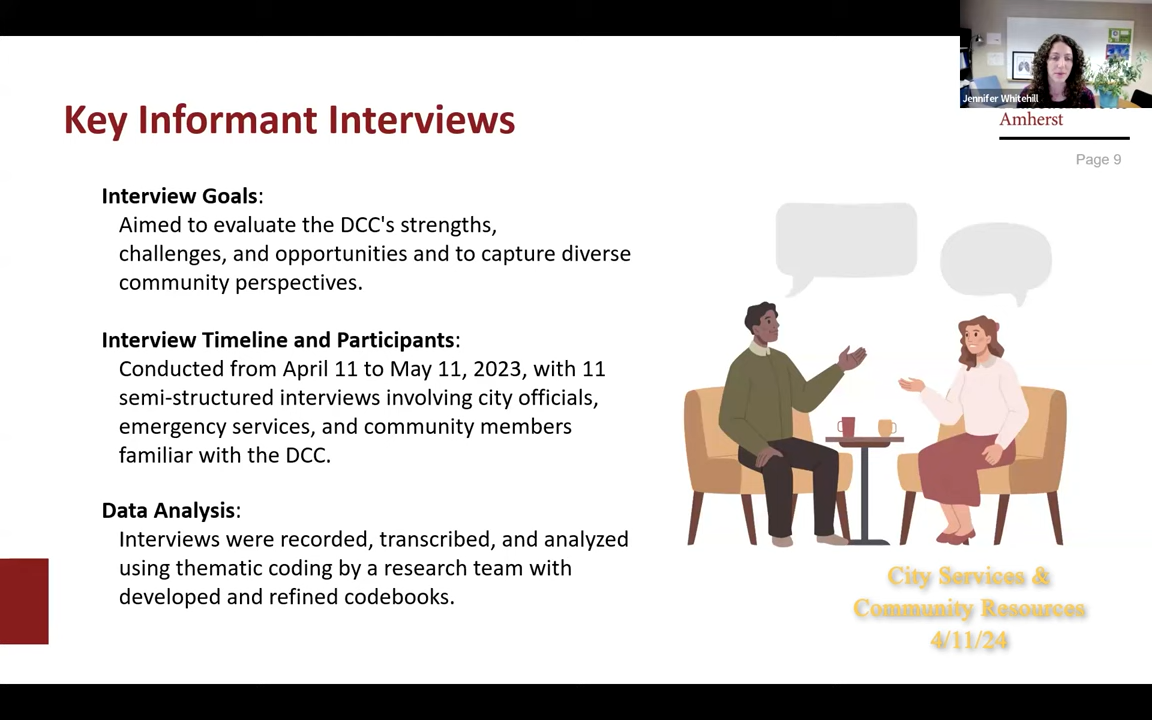 Jennifer Whitehill
Key Informant Interviews
Amherst
Page 9
Interview Goals:
Aimed to evaluate the DCC's strengths,
challenges, and opportunities and to capture diverse
community perspectives.
Interview Timeline and Participants:
Conducted from April 11 to May 11, 2023, with 11
semi-structured interviews involving city officials,
emergency services, and community members
familiar with the DCC.
Data Analysis:
Interviews were recorded, transcribed, and analyzed
using thematic coding by a research team with
developed and refined codebooks.
City Services &
Community Resources
4/11/24